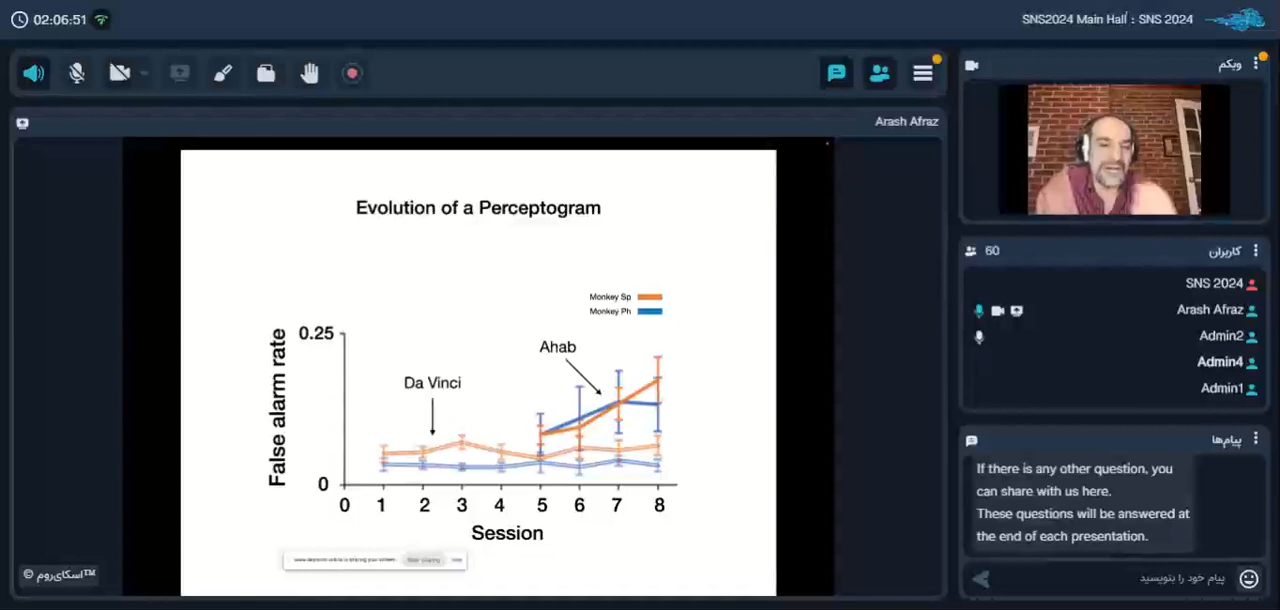 02:06:51
SNS2024 Main Hall : SNS 2024
Arash Afraz
Evolution of a Perceptogram
Monkey Sp
Monkey Ph
Ahab
Da Vinci
False alarm rate
0.25
0
0 1 2 3 4 5 6 7 8
Session
Stop sharing
Hide
© اسکای‌روم™
وبکم
60
کاربران
SNS 2024
Arash Afraz
Admin2
Admin4
Admin1
پیام‌ها
If there is any other question, you
can share with us here.
These questions will be answered at
the end of each presentation.
پیام خود را بنویسید